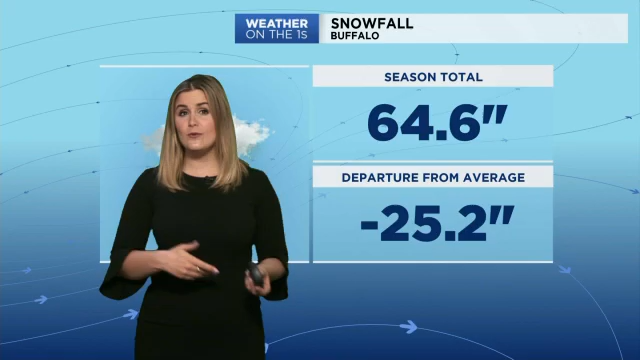 WEATHER
ON THE 1S
SNOWFALL
BUFFALO
SEASON TOTAL
64.6"
DEPARTURE FROM AVERAGE
-25.2"